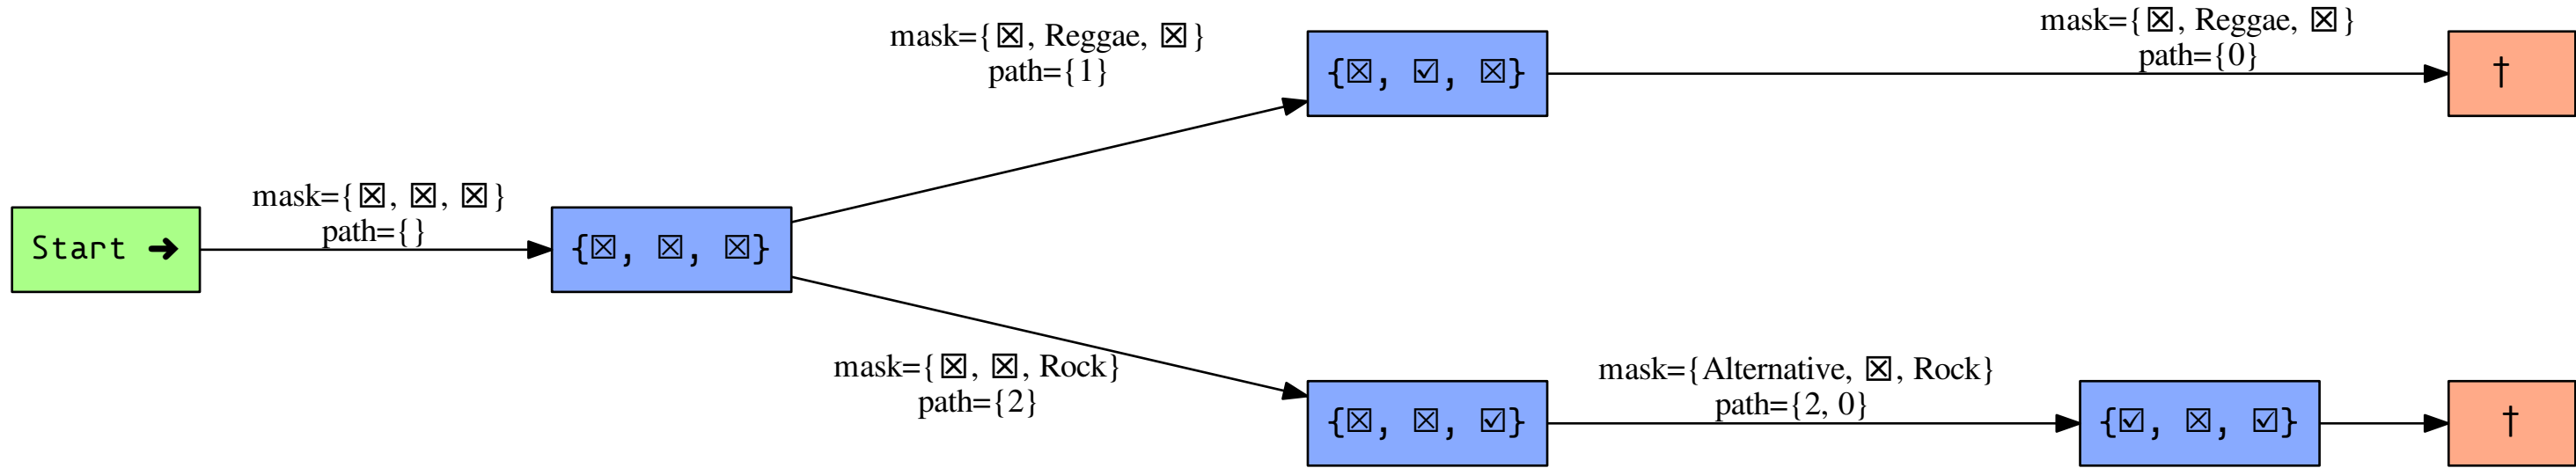 mask={☒, Reggae, ☒}
path={1}
{☒, ☑, ☒}
mask={☒, Reggae, ☒}
path={0}
†
Start ➜
mask={☒, ☒, ☒}
path={}
{☒, ☒, ☒}
mask={☒, ☒, Rock}
path={2}
{☒, ☒, ☑}
mask={Alternative, ☒, Rock}
path={2, 0}
{☑, ☒, ☑}
†